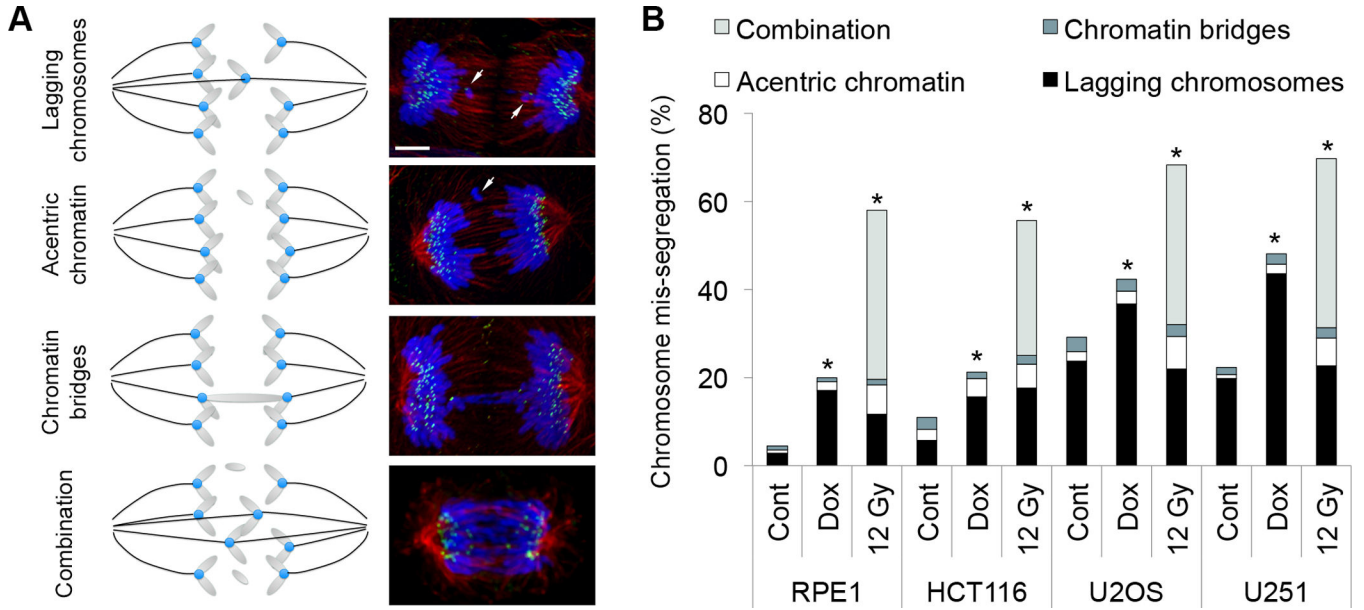 A
Lagging
chromosomes
Acentric
chromatin
Chromatin
bridges
Combination
B
Combination
Chromatin bridges
Acentric chromatin
Lagging chromosomes
Chromosome mis-segregation (%)
80
60
40
20
0
* * * * * * * *
Cont Dox 12 Gy Cont Dox 12 Gy Cont Dox 12 Gy Cont Dox 12 Gy
RPE1 HCT116 U2OS U251